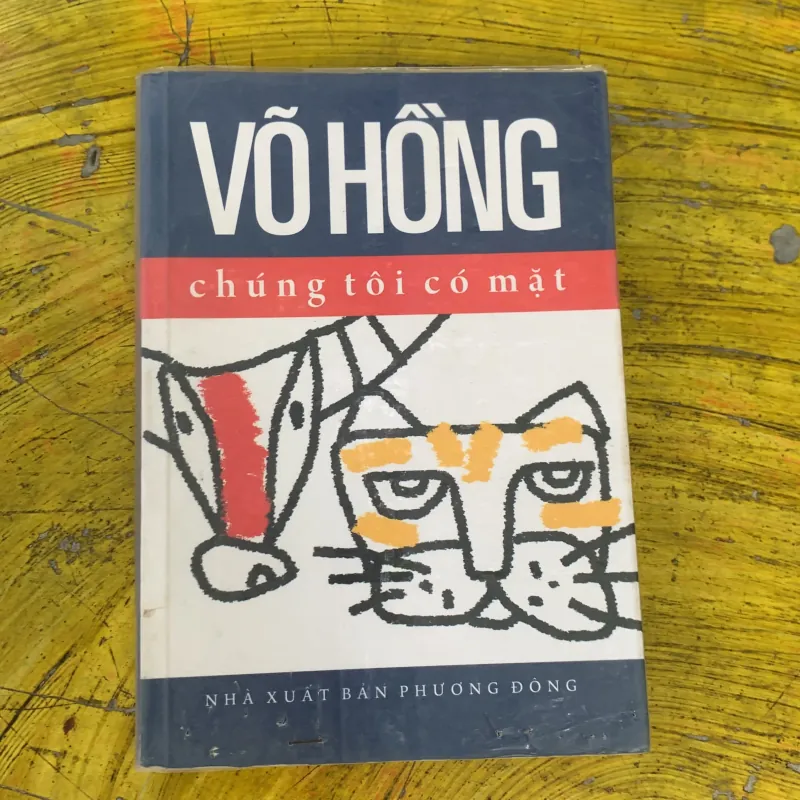 VÕ HỒNG
chúng tôi có mặt
NHÀ XUẤT BẢN PHƯƠNG ĐÔNG